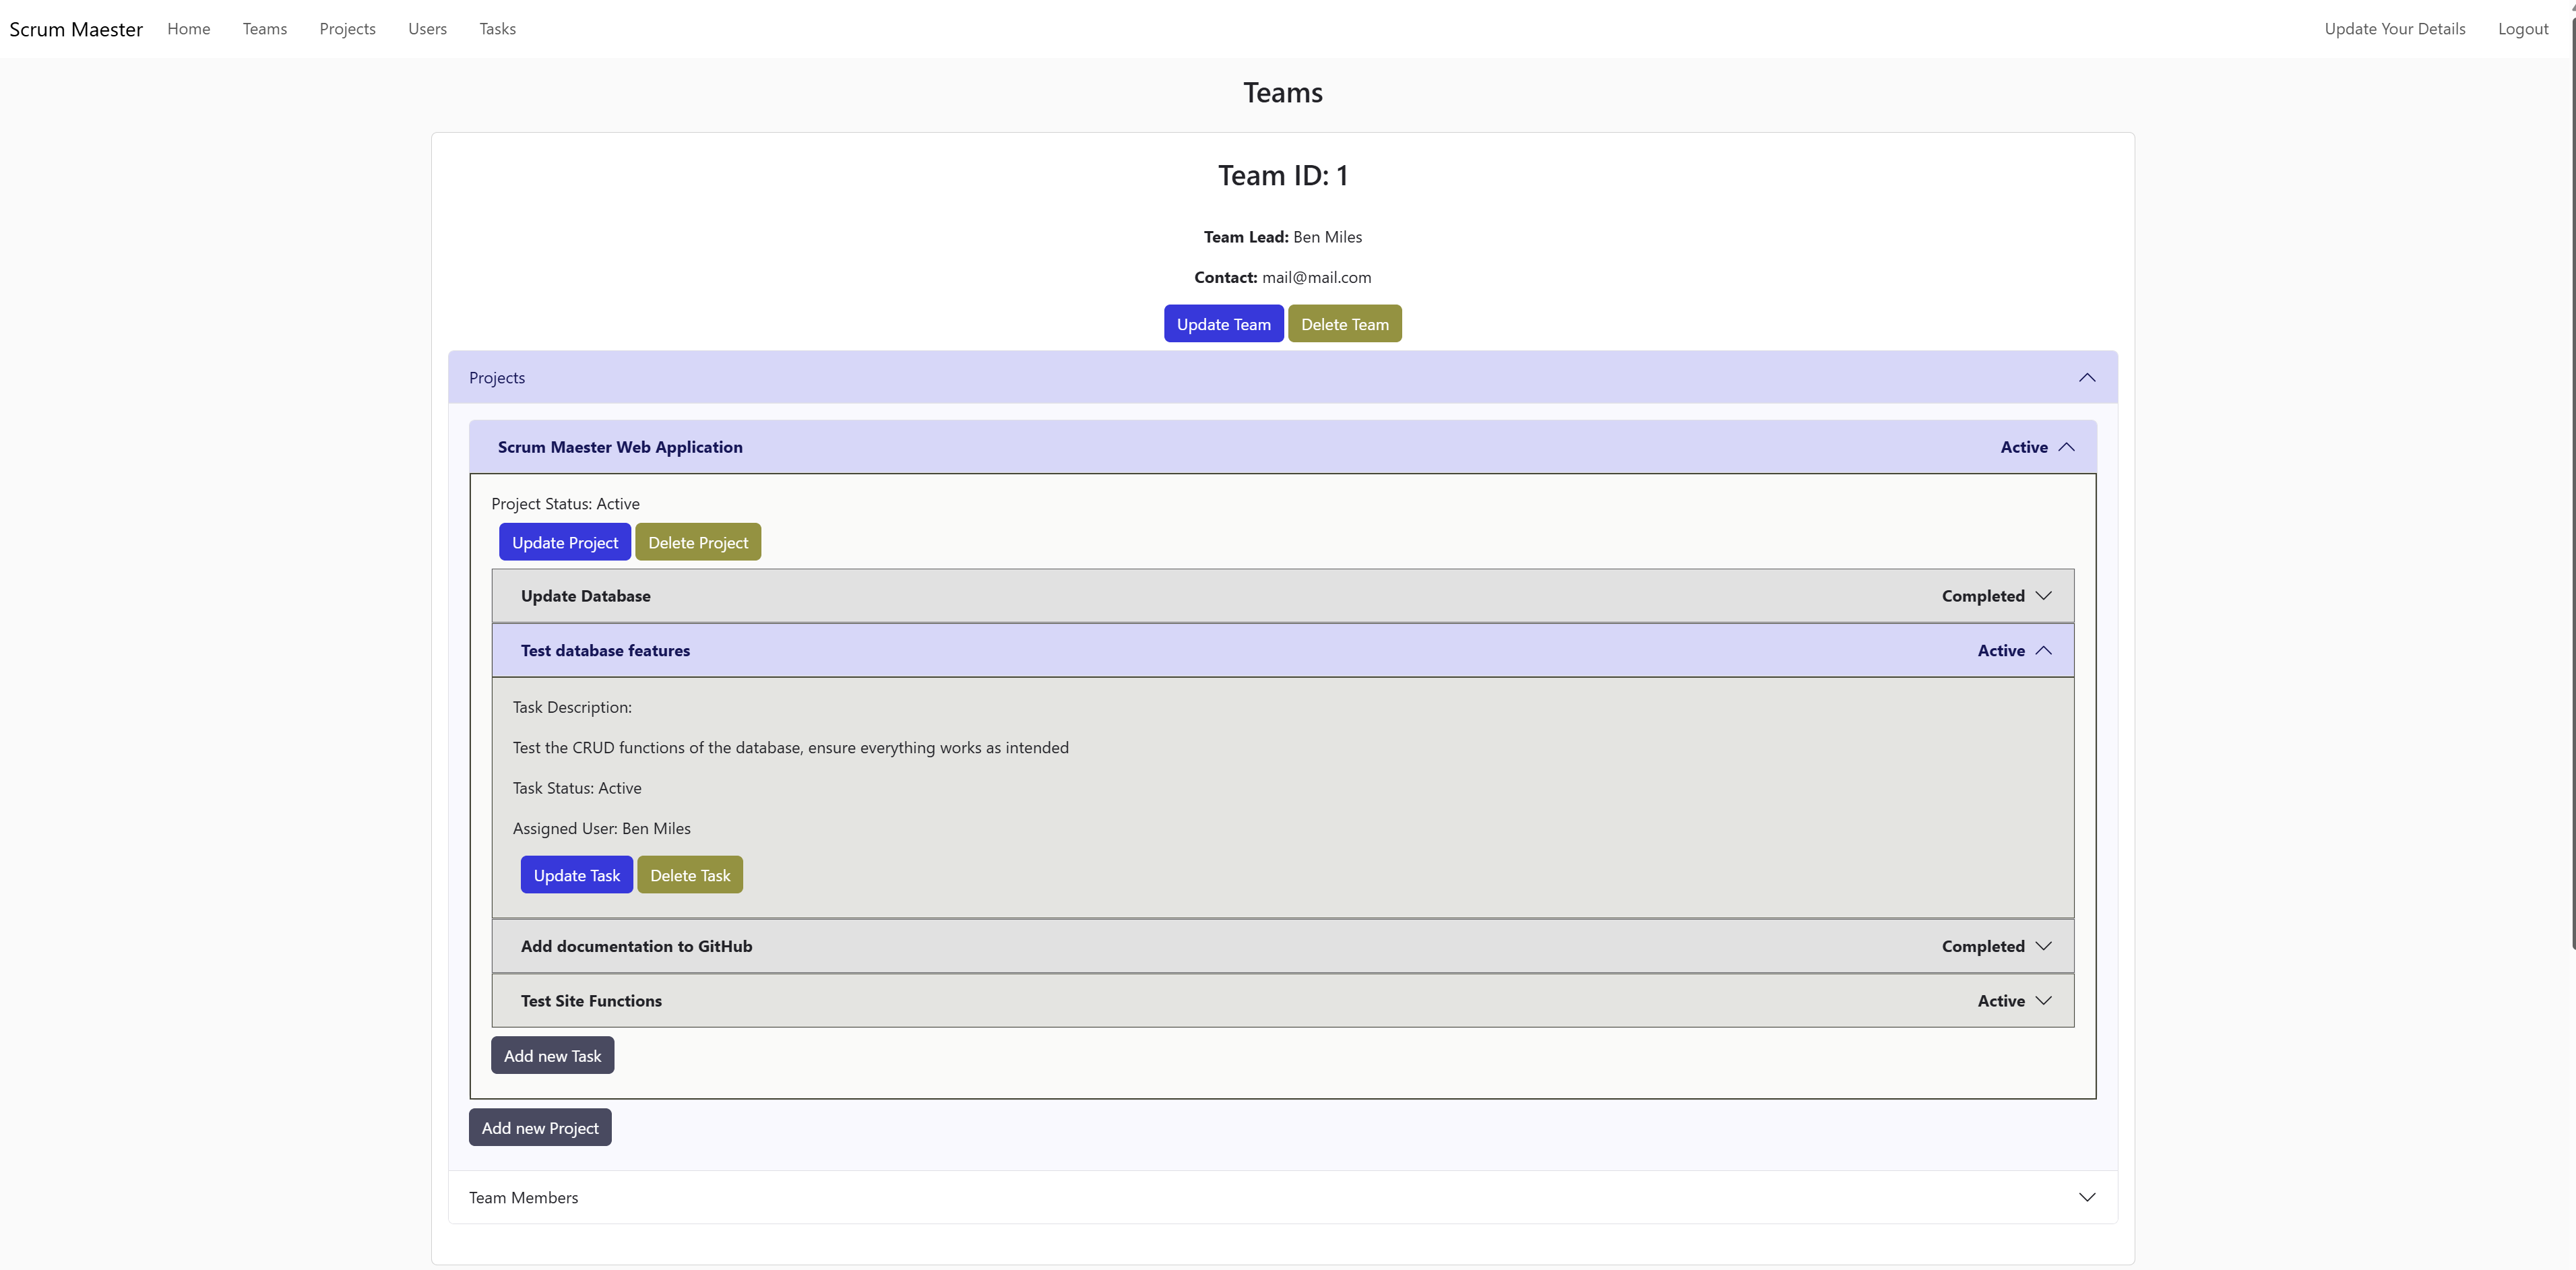 Scrum Maester Home Teams Projects Users Tasks Update Your Details Logout
Teams
Team ID: 1
Team Lead: Ben Miles
Contact: mail@mail.com
Update Team Delete Team
Projects
Scrum Maester Web Application Active
Project Status: Active
Update Project Delete Project
Update Database Completed
Test database features Active
Task Description:
Test the CRUD functions of the database, ensure everything works as intended
Task Status: Active
Assigned User: Ben Miles
Update Task Delete Task
Add documentation to GitHub Completed
Test Site Functions Active
Add new Task
Add new Project
Team Members